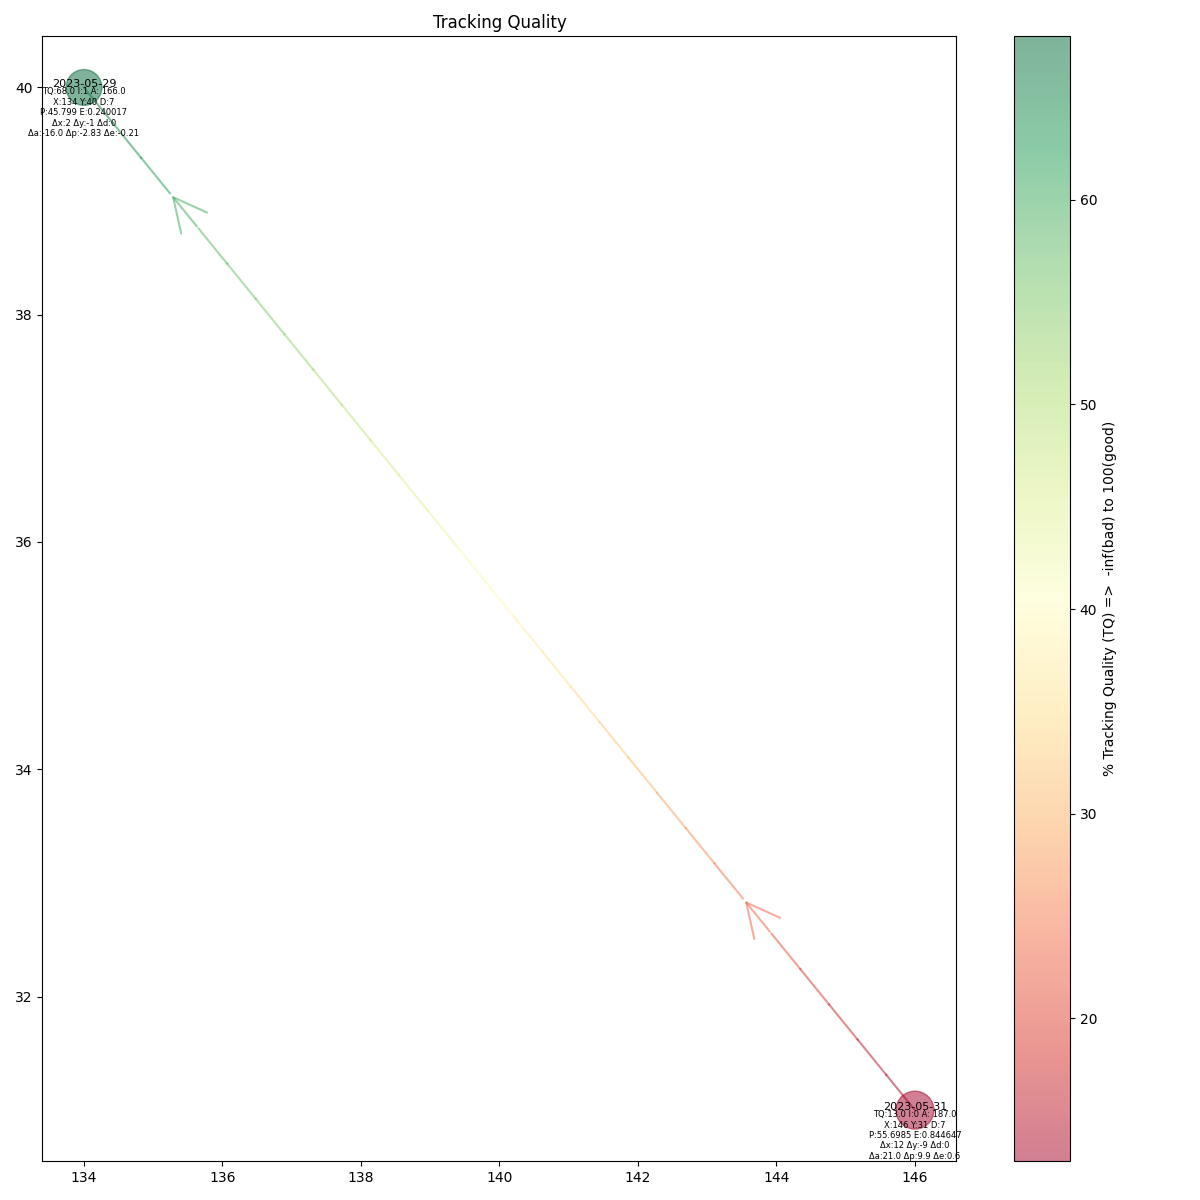 Tracking Quality
40
38
36
34
32
134
136
138
140
142
144
146
2023-05-29
TQ:68.0 I:1 A: 166.0
X:134 Y:40 D:7
P:45.799 E:0.240017
Δx:2 Δy:-1 Δd:0
Δa:-16.0 Δp:-2.83 Δe:-0.21
2023-05-31
TQ:13.0 I:0 A: 187.0
X:146 Y:31 D:7
P:55.6985 E:0.844647
Δx:12 Δy:-9 Δd:0
Δa:21.0 Δp:9.9 Δe:0.6
60
50
40
30
20
% Tracking Quality (TQ) => -inf(bad) to 100(good)